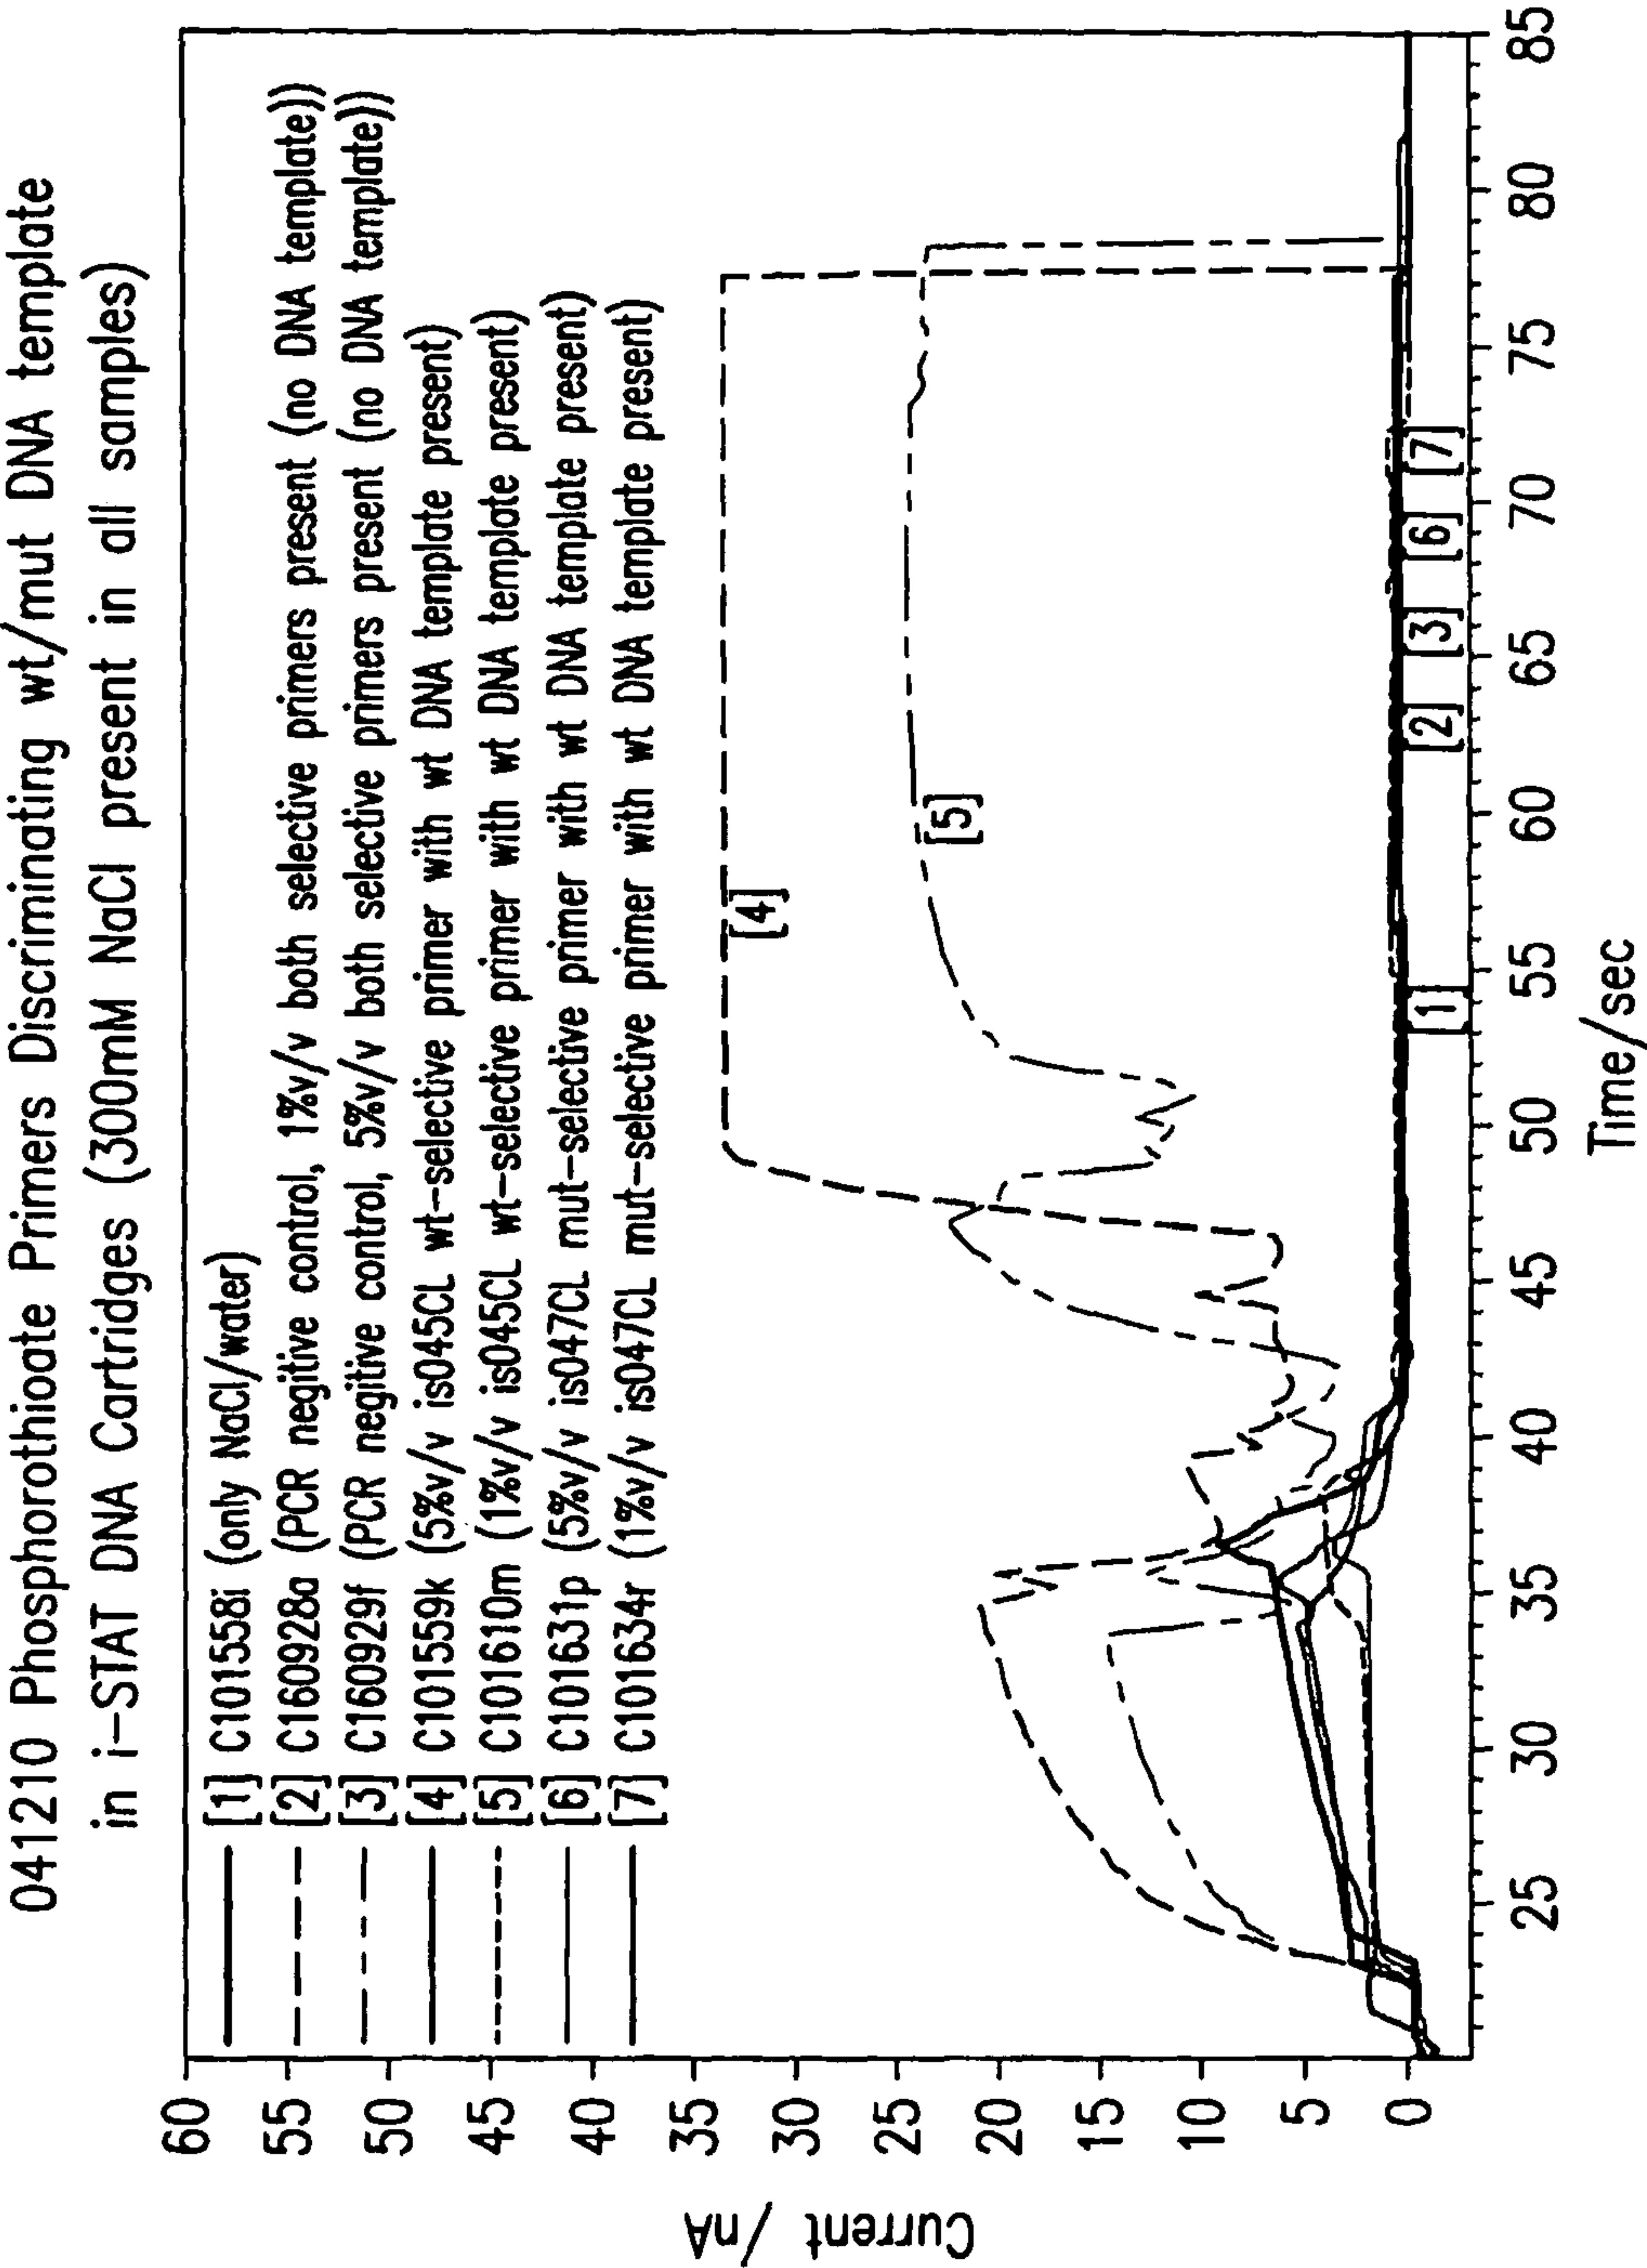 041210 Phosphorothioate Primers Discriminating wt/mut DNA template
in i-STAT DNA Cartridges (300mM NaCl present in all samples)
[1] C101558i (only NaCl/water)
[2] C160928a (PCR negitive control, 1%v/v both selective primers present (no DNA template))
[3] C160929f (PCR negitive control, 5%v/v both selective primers present (no DNA template))
[4] C101559k (5%v/v is045CL wt-selective primer with wt DNA template present)
[5] C101610m (1%v/v is045CL wt-selective primer with wt DNA template present)
[6] C101631p (5%v/v is047CL mut-selective primer with wt DNA template present)
[7] C101634r (1%v/v is047CL mut-selective primer with wt DNA template present)
60
55
50
45
40
35
30
25
20
15
10
5
0
Current /nA
[4]
[5]
[1] [2] [3] [6] [7]
25 30 35 40 45 50 55 60 65 70 75 80 85
Time/sec